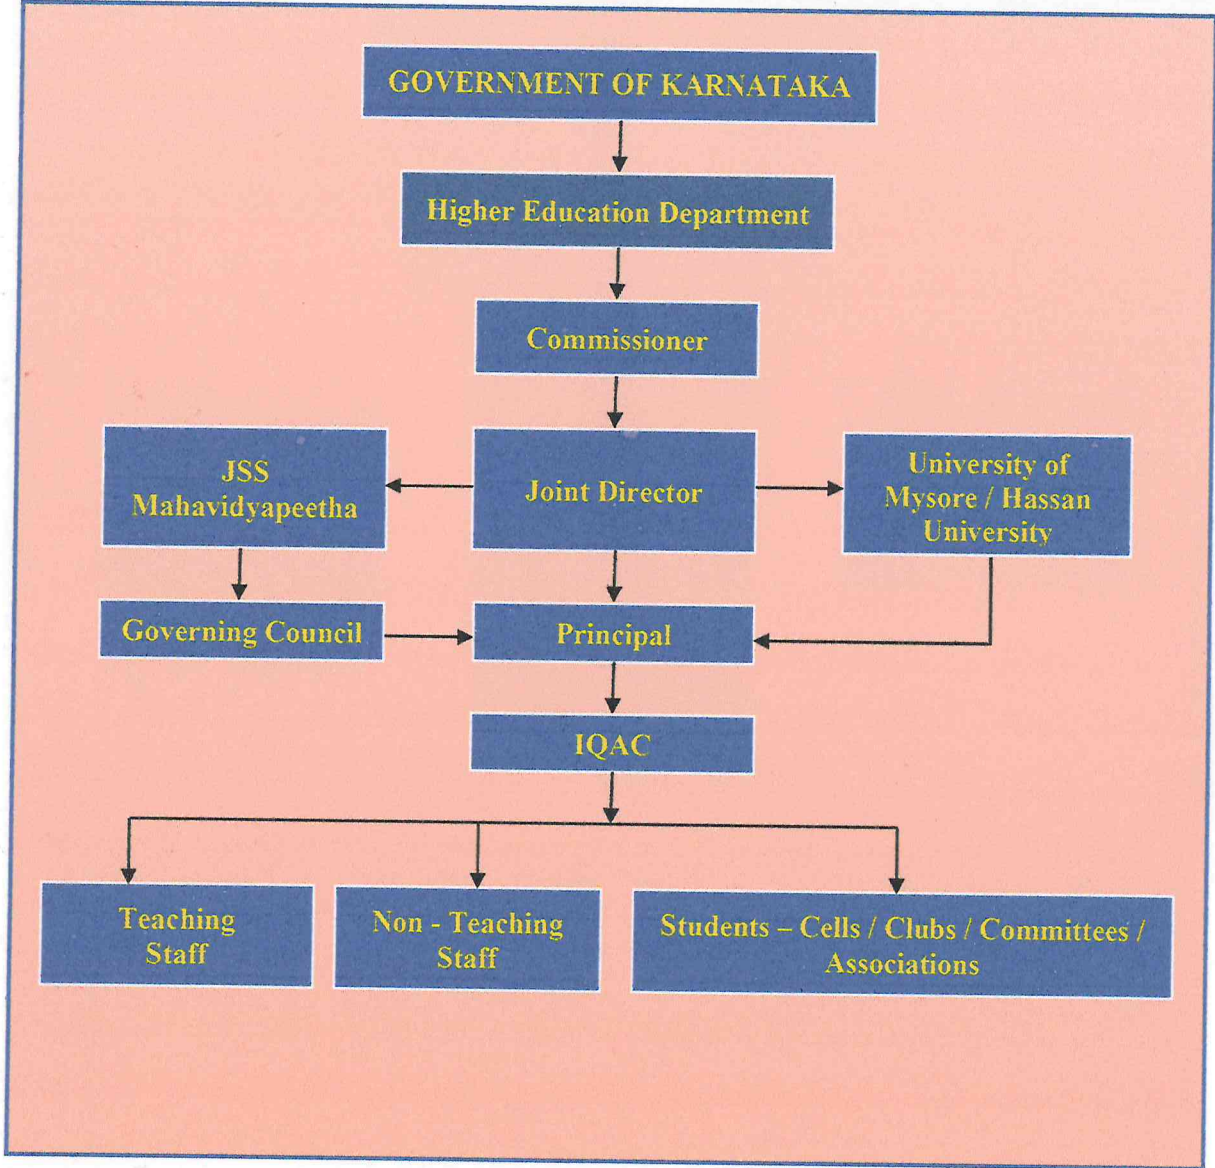 GOVERNMENT OF KARNATAKA
Higher Education Department
Commissioner
JSS
Mahavidyapeetha
Joint Director
University of
Mysore / Hassan
University
Governing Council
Principal
IQAC
Teaching
Staff
Non - Teaching
Staff
Students – Cells / Clubs / Committees /
Associations